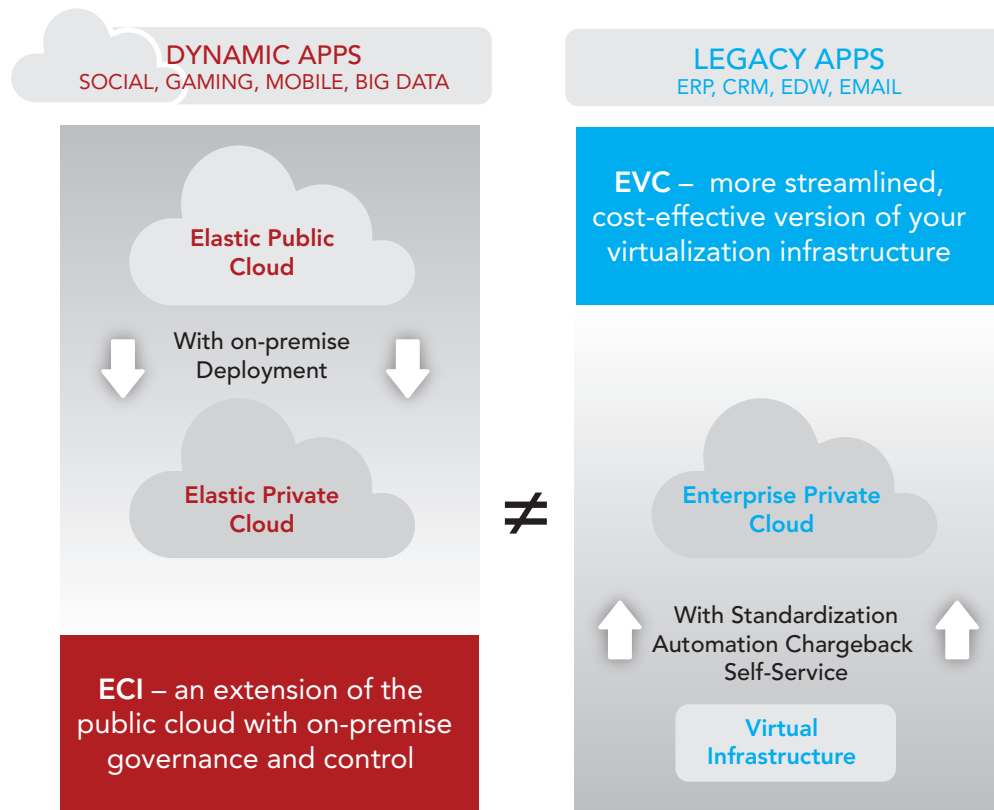 DYNAMIC APPS
SOCIAL, GAMING, MOBILE, BIG DATA
Elastic Public
Cloud
With on-premise
Deployment
Elastic Private
Cloud
ECI – an extension of the
public cloud with on-premise
governance and control
≠
LEGACY APPS
ERP, CRM, EDW, EMAIL
EVC – more streamlined,
cost-effective version of your
virtualization infrastructure
Enterprise Private
Cloud
With Standardization
Automation Chargeback
Self-Service
Virtual
Infrastructure